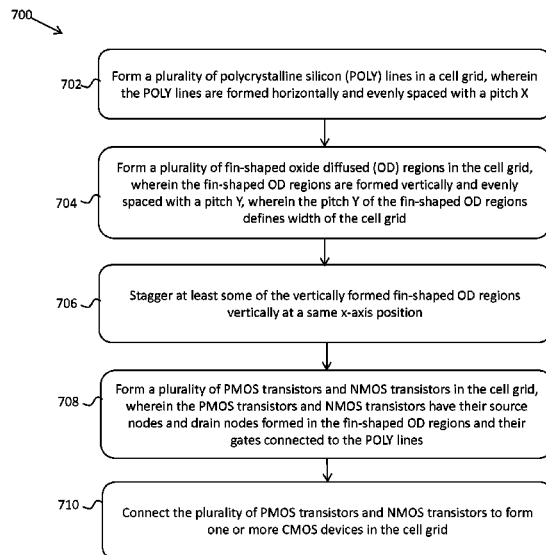 700
702
Form a plurality of polycrystalline silicon (POLY) lines in a cell grid, wherein
the POLY lines are formed horizontally and evenly spaced with a pitch X
704
Form a plurality of fin-shaped oxide diffused (OD) regions in the cell grid,
wherein the fin-shaped OD regions are formed vertically and evenly
spaced with a pitch Y, wherein the pitch Y of the fin-shaped OD regions
defines width of the cell grid
706
Stagger at least some of the vertically formed fin-shaped OD regions
vertically at a same x-axis position
708
Form a plurality of PMOS transistors and NMOS transistors in the cell grid,
wherein the PMOS transistors and NMOS transistors have their source
nodes and drain nodes formed in the fin-shaped OD regions and their
gates connected to the POLY lines
710
Connect the plurality of PMOS transistors and NMOS transistors to form
one or more CMOS devices in the cell grid